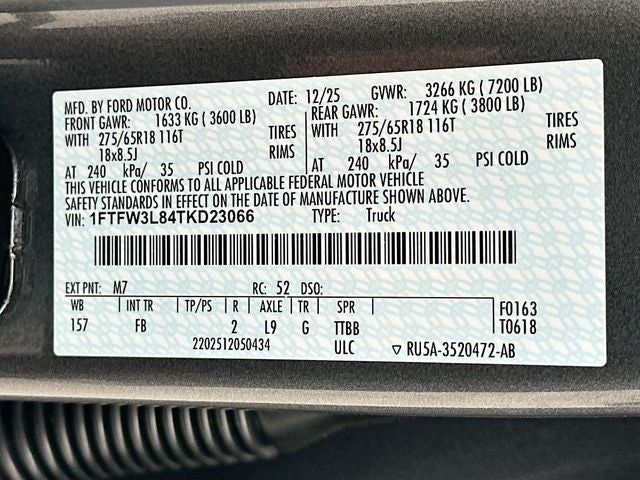 MFD. BY FORD MOTOR CO. DATE: 12/25 GVWR: 3266 KG ( 7200 LB)
FRONT GAWR: 1633 KG ( 3600 LB) REAR GAWR: 1724 KG ( 3800 LB)
WITH 275/65R18 116T TIRES WITH 275/65R18 116T TIRES
18x8.5J RIMS 18x8.5J RIMS
AT 240 kPa/ 35 PSI COLD AT 240 kPa/ 35 PSI COLD
THIS VEHICLE CONFORMS TO ALL APPLICABLE FEDERAL MOTOR VEHICLE
SAFETY STANDARDS IN EFFECT ON THE DATE OF MANUFACTURE SHOWN ABOVE.
VIN: 1FTFW3L84TKD23066 TYPE: Truck
EXT PNT: M7 RC: 52 DSO:
WB INT TR TP/PS R AXLE TR SPR F0163
157 FB 2 L9 G TTBB T0618
2202512050434 ULC ▽ RU5A-3520472-AB